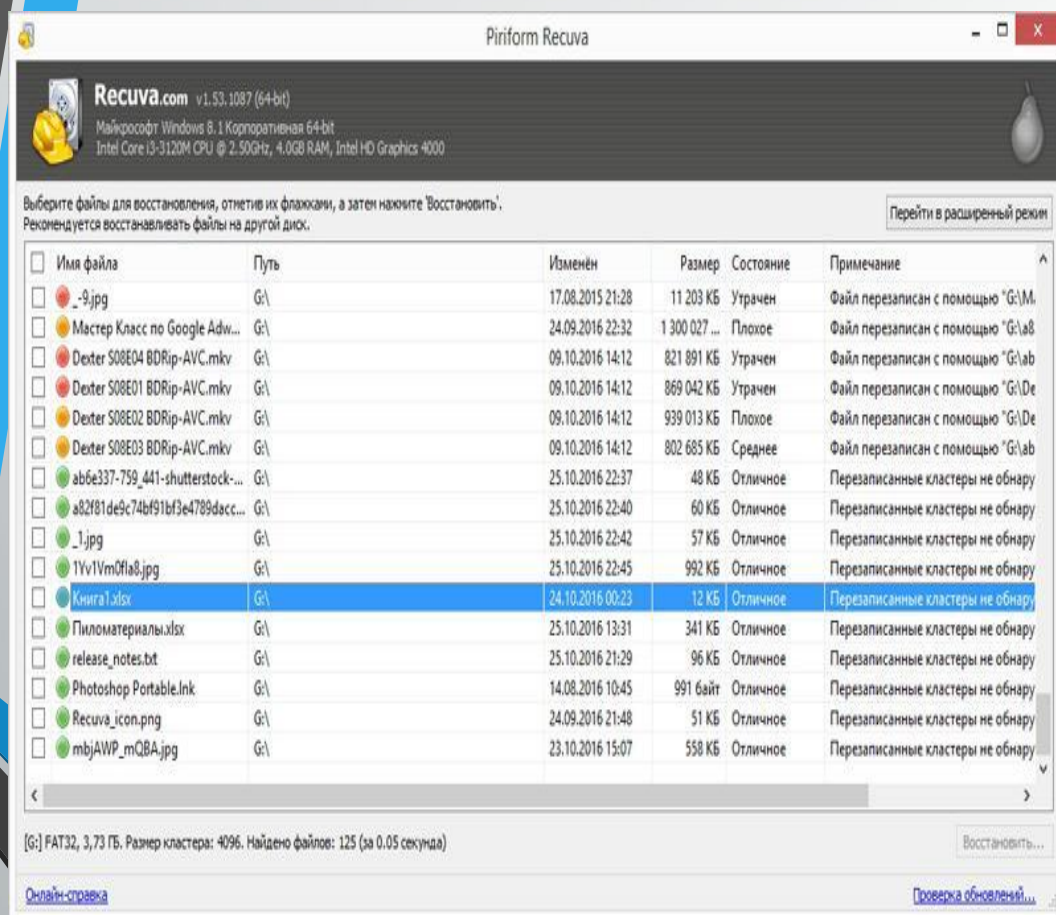 Piriform Recuva
Recuva.com v1.53.1087 (64-bit)
Майкрософт Windows 8.1 Корпоративная 64-bit
Intel Core i3-3120M CPU @ 2.50GHz, 4.0GB RAM, Intel HD Graphics 4000
Выберите файлы для восстановления, отметив их флажками, а затем нажмите 'Восстановить'.
Рекомендуется восстанавливать файлы на другой диск.
Перейти в расширенный режим
Имя файла Путь Изменён Размер Состояние Примечание
_-9.jpg G:\ 17.08.2015 21:28 11 203 КБ Утрачен Файл перезаписан с помощью "G:\M
Мастер Класс по Google Adw... G:\ 24.09.2016 22:32 1 300 027 ... Плохое Файл перезаписан с помощью "G:\a8
Dexter S08E04 BDRip-AVC.mkv G:\ 09.10.2016 14:12 821 891 КБ Утрачен Файл перезаписан с помощью "G:\ab
Dexter S08E01 BDRip-AVC.mkv G:\ 09.10.2016 14:12 869 042 КБ Утрачен Файл перезаписан с помощью "G:\De
Dexter S08E02 BDRip-AVC.mkv G:\ 09.10.2016 14:12 939 013 КБ Плохое Файл перезаписан с помощью "G:\De
Dexter S08E03 BDRip-AVC.mkv G:\ 09.10.2016 14:12 802 685 КБ Среднее Файл перезаписан с помощью "G:\ab
ab6e337-759_441-shutterstock-... G:\ 25.10.2016 22:37 48 КБ Отличное Перезаписанные кластеры не обнару
a82f81de9c74bf91bf3e4789dacc... G:\ 25.10.2016 22:40 60 КБ Отличное Перезаписанные кластеры не обнару
_1.jpg G:\ 25.10.2016 22:42 57 КБ Отличное Перезаписанные кластеры не обнару
1Yv1Vm0fla8.jpg G:\ 25.10.2016 22:45 992 КБ Отличное Перезаписанные кластеры не обнару
Книга1.xlsx G:\ 24.10.2016 00:23 12 КБ Отличное Перезаписанные кластеры не обнару
Пиломатериалы.xlsx G:\ 25.10.2016 13:31 341 КБ Отличное Перезаписанные кластеры не обнару
release_notes.txt G:\ 25.10.2016 21:29 96 КБ Отличное Перезаписанные кластеры не обнару
Photoshop Portable.lnk G:\ 14.08.2016 10:45 991 байт Отличное Перезаписанные кластеры не обнару
Recuva_icon.png G:\ 24.09.2016 21:48 51 КБ Отличное Перезаписанные кластеры не обнару
mbjAWP_mQBA.jpg G:\ 23.10.2016 15:07 558 КБ Отличное Перезаписанные кластеры не обнару
[G:] FAT32, 3,73 ГБ. Размер кластера: 4096. Найдено файлов: 125 (за 0.05 секунда)
Восстановить...
Онлайн-справка Проверка обновлений...